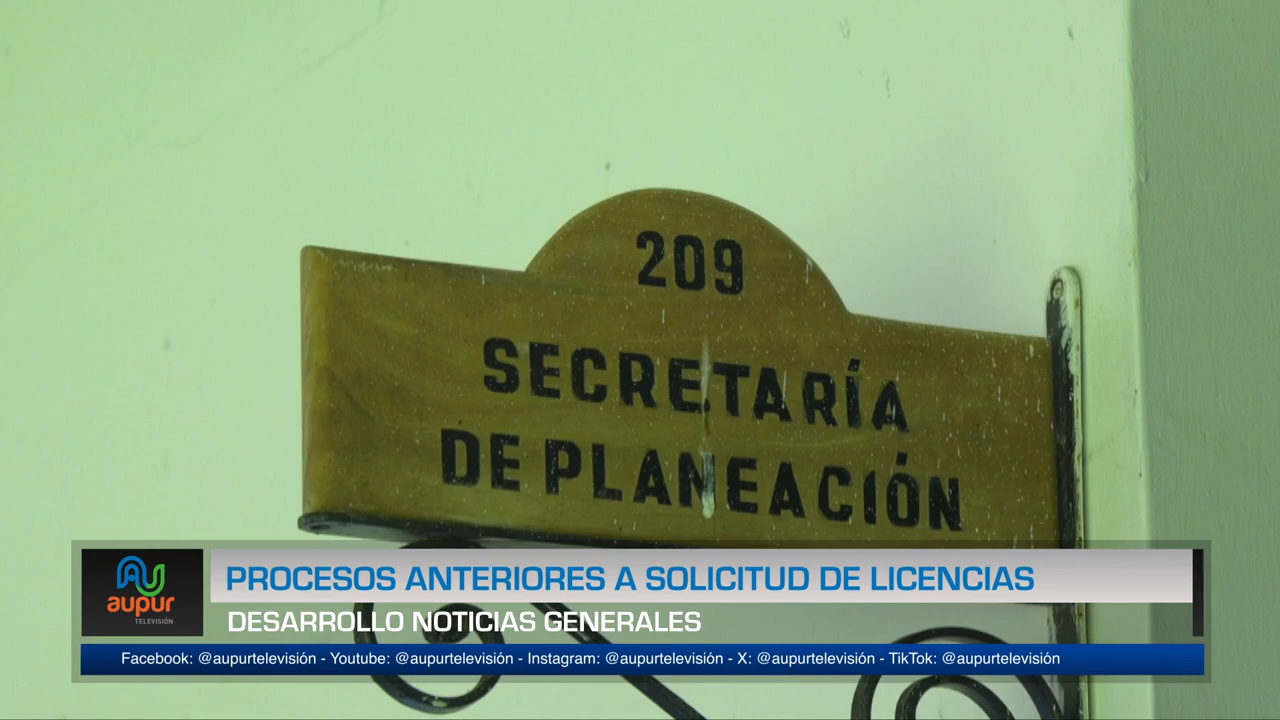 209
SECRETARÍA
DE PLANEACIÓN
PROCESOS ANTERIORES A SOLICITUD DE LICENCIAS
aupur
TELEVISIÓN
DESARROLLO NOTICIAS GENERALES
Facebook: @aupurtelevisión - Youtube: @aupurtelevisión - Instagram: @aupurtelevisión - X: @aupurtelevisión - TikTok: @aupurtelevisión